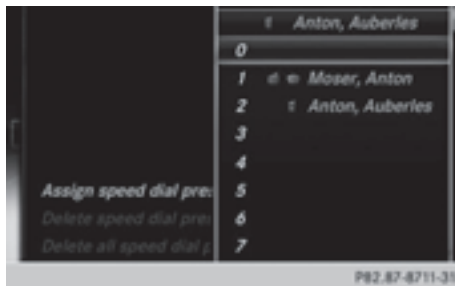 Anton, Auberles
0
1 Moser, Anton
2 Anton, Auberles
3
4
Assign speed dial pre
5
Delete speed dial pre
6
Delete all speed dial p
7
P82.87-8711-31